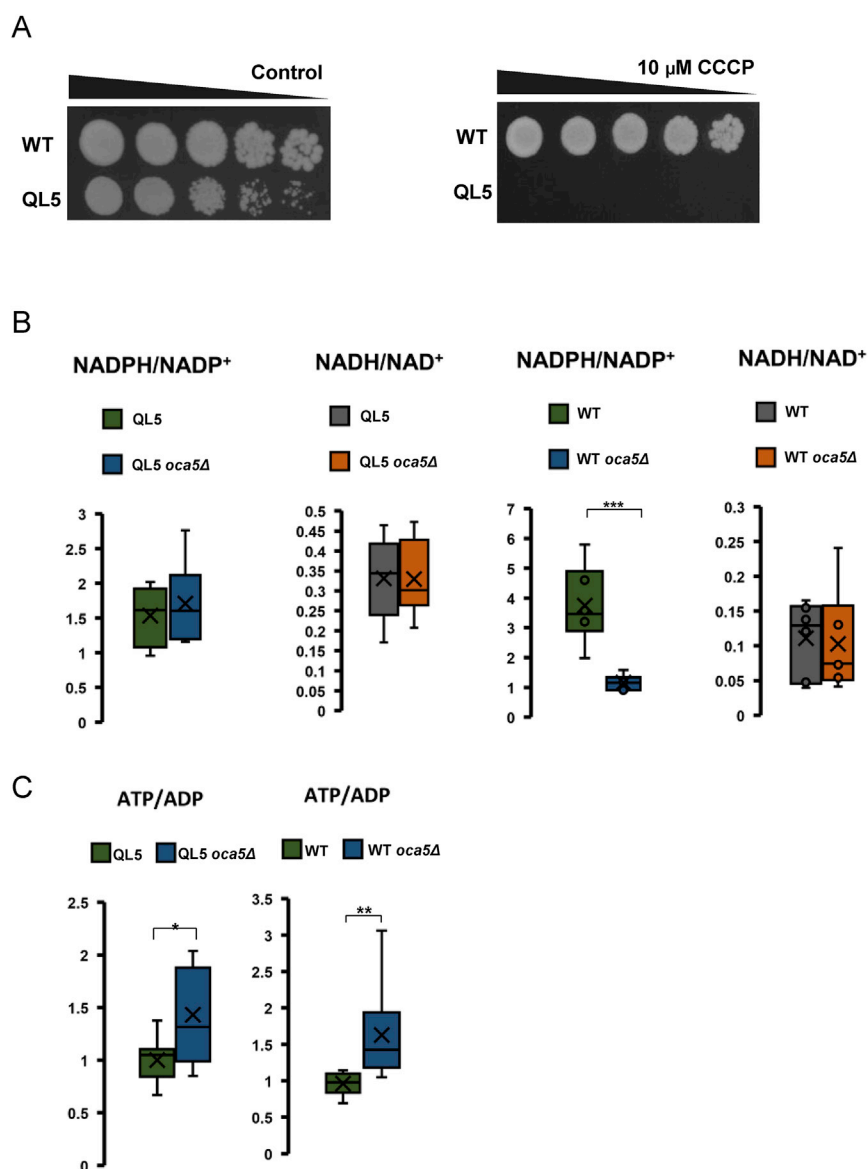 A
Control
WT
QL5
10 µM CCCP
WT
QL5
B
NADPH/NADP+
QL5
QL5 oca5Δ
3
2.5
2
1.5
1
0.5
0
NADH/NAD+
QL5
QL5 oca5Δ
0.5
0.45
0.4
0.35
0.3
0.25
0.2
0.15
0.1
0.05
0
NADPH/NADP+
WT
WT oca5Δ
7
6
5
4
3
2
1
0
***
NADH/NAD+
WT
WT oca5Δ
0.3
0.25
0.2
0.15
0.1
0.05
0
C
ATP/ADP
QL5 QL5 oca5Δ
2.5
2
1.5
1
0.5
0
*
ATP/ADP
WT WT oca5Δ
3.5
3
2.5
2
1.5
1
0.5
0
**